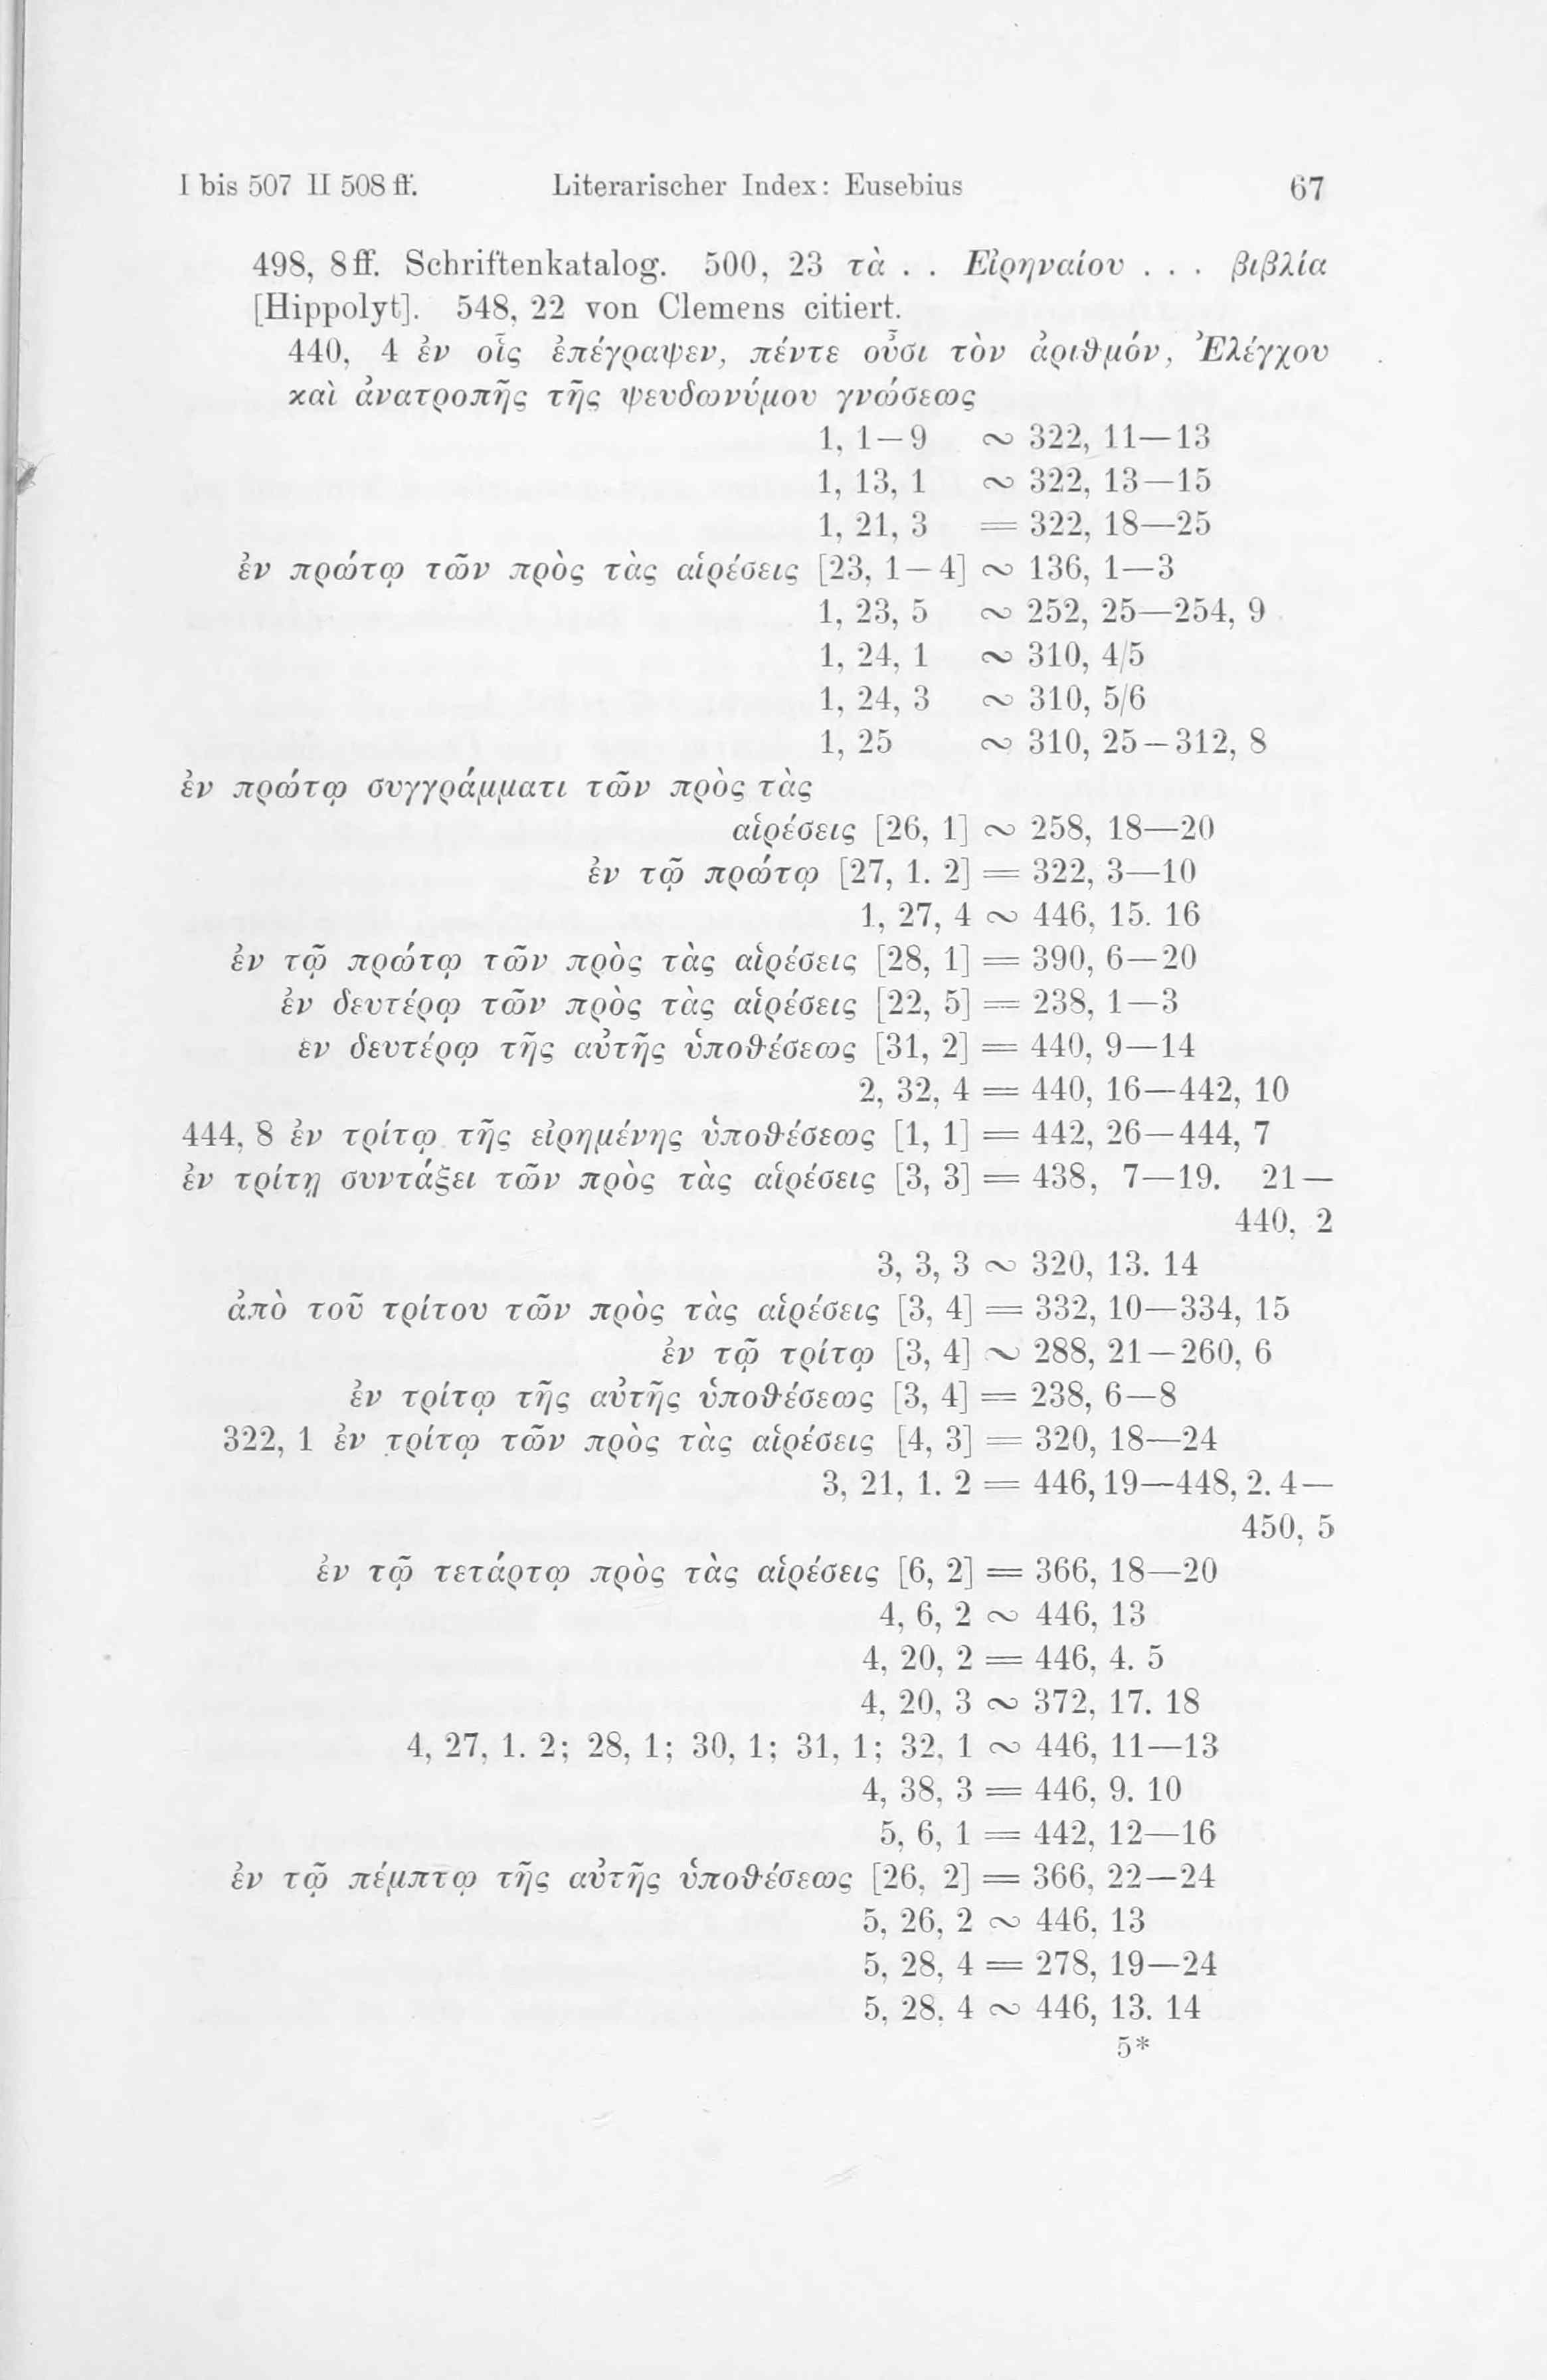 I bis 507 II 508 ff. Literarischer Index: Eusebius 67
498, 8 ff. Schriftenkatalog. 500, 23 τὰ . . Εἰρηναίου . . . βιβλία
[Hippolyt]. 548, 22 von Clemens citiert.
440, 4 ἐν οἷς ἐπέγραψεν, πέντε οὖσι τὸν ἀριθμόν, Ἐλέγχου
καὶ ἀνατροπῆς τῆς ψευδωνύμου γνώσεως
1, 1—9 ∾ 322, 11—13
1, 13, 1 ∾ 322, 13—15
1, 21, 3 = 322, 18—25
ἐν πρώτῳ τῶν πρὸς τὰς αἱρέσεις [23, 1—4] ∾ 136, 1—3
1, 23, 5 ∾ 252, 25—254, 9
1, 24, 1 ∾ 310, 4/5
1, 24, 3 ∾ 310, 5/6
1, 25 ∾ 310, 25—312, 8
ἐν πρώτῳ συγγράμματι τῶν πρὸς τὰς
αἱρέσεις [26, 1] ∾ 258, 18—20
ἐν τῷ πρώτῳ [27, 1. 2] = 322, 3—10
1, 27, 4 ∾ 446, 15. 16
ἐν τῷ πρώτῳ τῶν πρὸς τὰς αἱρέσεις [28, 1] = 390, 6—20
ἐν δευτέρῳ τῶν πρὸς τὰς αἱρέσεις [22, 5] = 238, 1—3
ἐν δευτέρῳ τῆς αὐτῆς ὑποθέσεως [31, 2] = 440, 9—14
2, 32, 4 = 440, 16—442, 10
444, 8 ἐν τρίτῳ τῆς εἰρημένης ὑποθέσεως [1, 1] = 442, 26—444, 7
ἐν τρίτῃ συντάξει τῶν πρὸς τὰς αἱρέσεις [3, 3] = 438, 7—19. 21—
440, 2
3, 3, 3 ∾ 320, 13. 14
ἀπὸ τοῦ τρίτου τῶν πρὸς τὰς αἱρέσεις [3, 4] = 332, 10—334, 15
ἐν τῷ τρίτῳ [3, 4] ∾ 288, 21—260, 6
ἐν τρίτῳ τῆς αὐτῆς ὑποθέσεως [3, 4] = 238, 6—8
322, 1 ἐν τρίτῳ τῶν πρὸς τὰς αἱρέσεις [4, 3] = 320, 18—24
3, 21, 1. 2 = 446, 19—448, 2. 4—
450, 5
ἐν τῷ τετάρτῳ πρὸς τὰς αἱρέσεις [6, 2] = 366, 18—20
4, 6, 2 ∾ 446, 13
4, 20, 2 = 446, 4. 5
4, 20, 3 ∾ 372, 17. 18
4, 27, 1. 2; 28, 1; 30, 1; 31, 1; 32, 1 ∾ 446, 11—13
4, 38, 3 = 446, 9. 10
5, 6, 1 = 442, 12—16
ἐν τῷ πέμπτῳ τῆς αὐτῆς ὑποθέσεως [26, 2] = 366, 22—24
5, 26, 2 ∾ 446, 13
5, 28, 4 = 278, 19—24
5, 28, 4 ∾ 446, 13. 14
5*